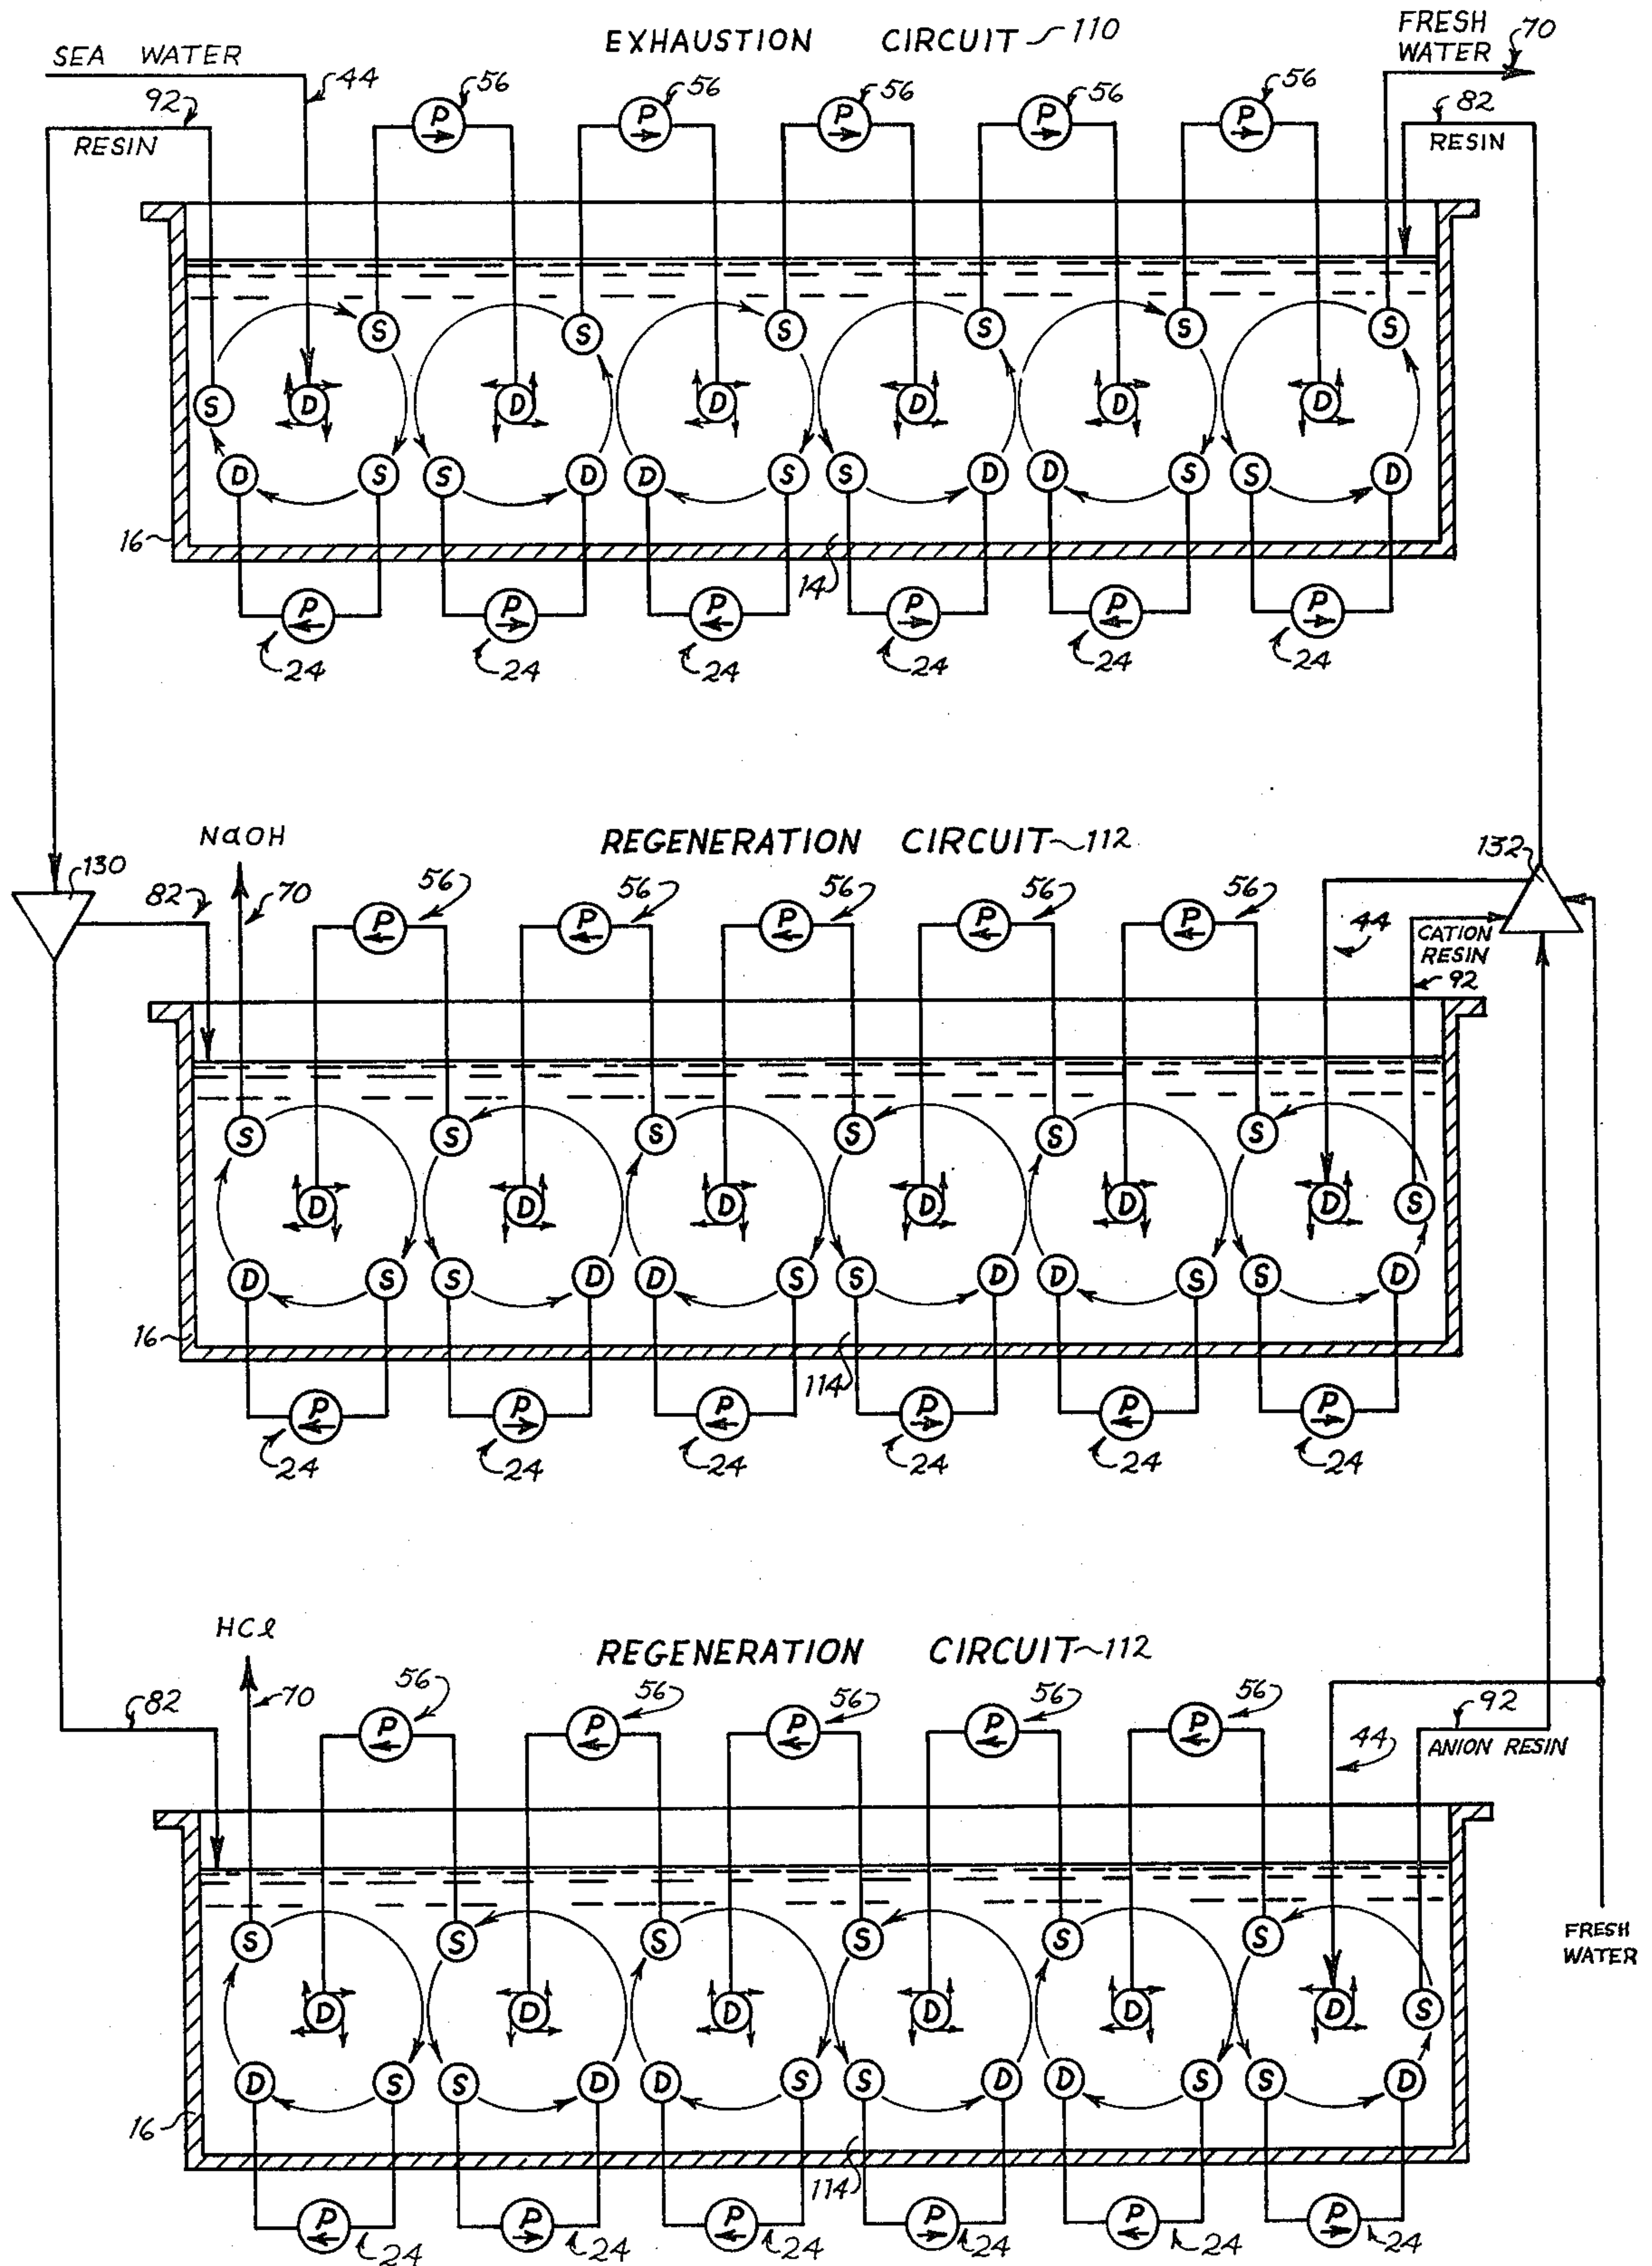 EXHAUSTION CIRCUIT 110
FRESH WATER 70
SEA WATER
44
92
RESIN
56 56 56 56 56
82
RESIN
P P P P P
S S S S S S
S D D D D D D
D S S D D S S D D S S D
16
14
P P P P P P
24 24 24 24 24 24
NaOH
REGENERATION CIRCUIT 112
132
130
82
70
56 56 56 56 56
P P P P P
44
CATION RESIN
92
S S S S S S
D D D D D D S
D S S D D S S D D S S D
16
114
P P P P P P
24 24 24 24 24 24
HCl
REGENERATION CIRCUIT 112
82
70
56 56 56 56 56
P P P P P
44
92
ANION RESIN
FRESH WATER
S S S S S S
D D D D D D S
D S S D D S S D D S S D
16
114
P P P P P P
24 24 24 24 24 24